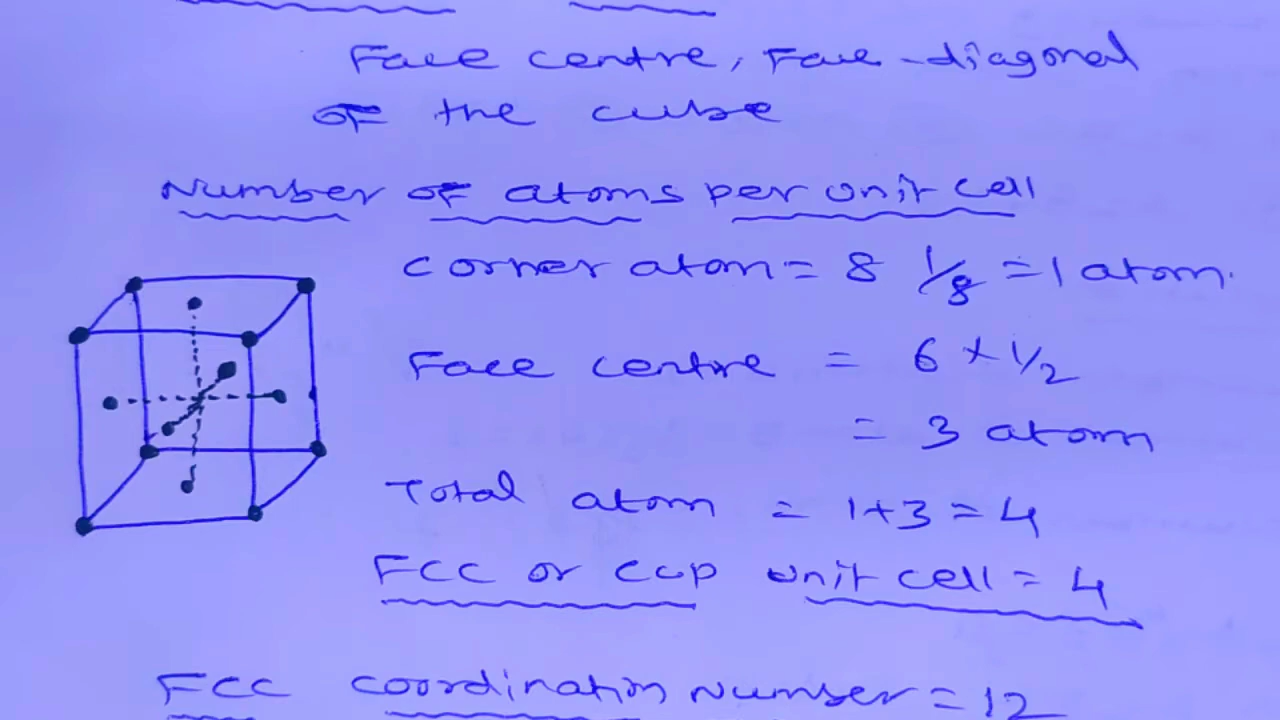 Face centre, Face-diagonal
of the cube
Number of atoms per unit cell
corner atom = 8 1/8 = 1 atom.
Face centre = 6 × 1/2
= 3 atom
Total atom = 1+3 = 4
FCC or CCP unit cell = 4
FCC coordination Number = 12